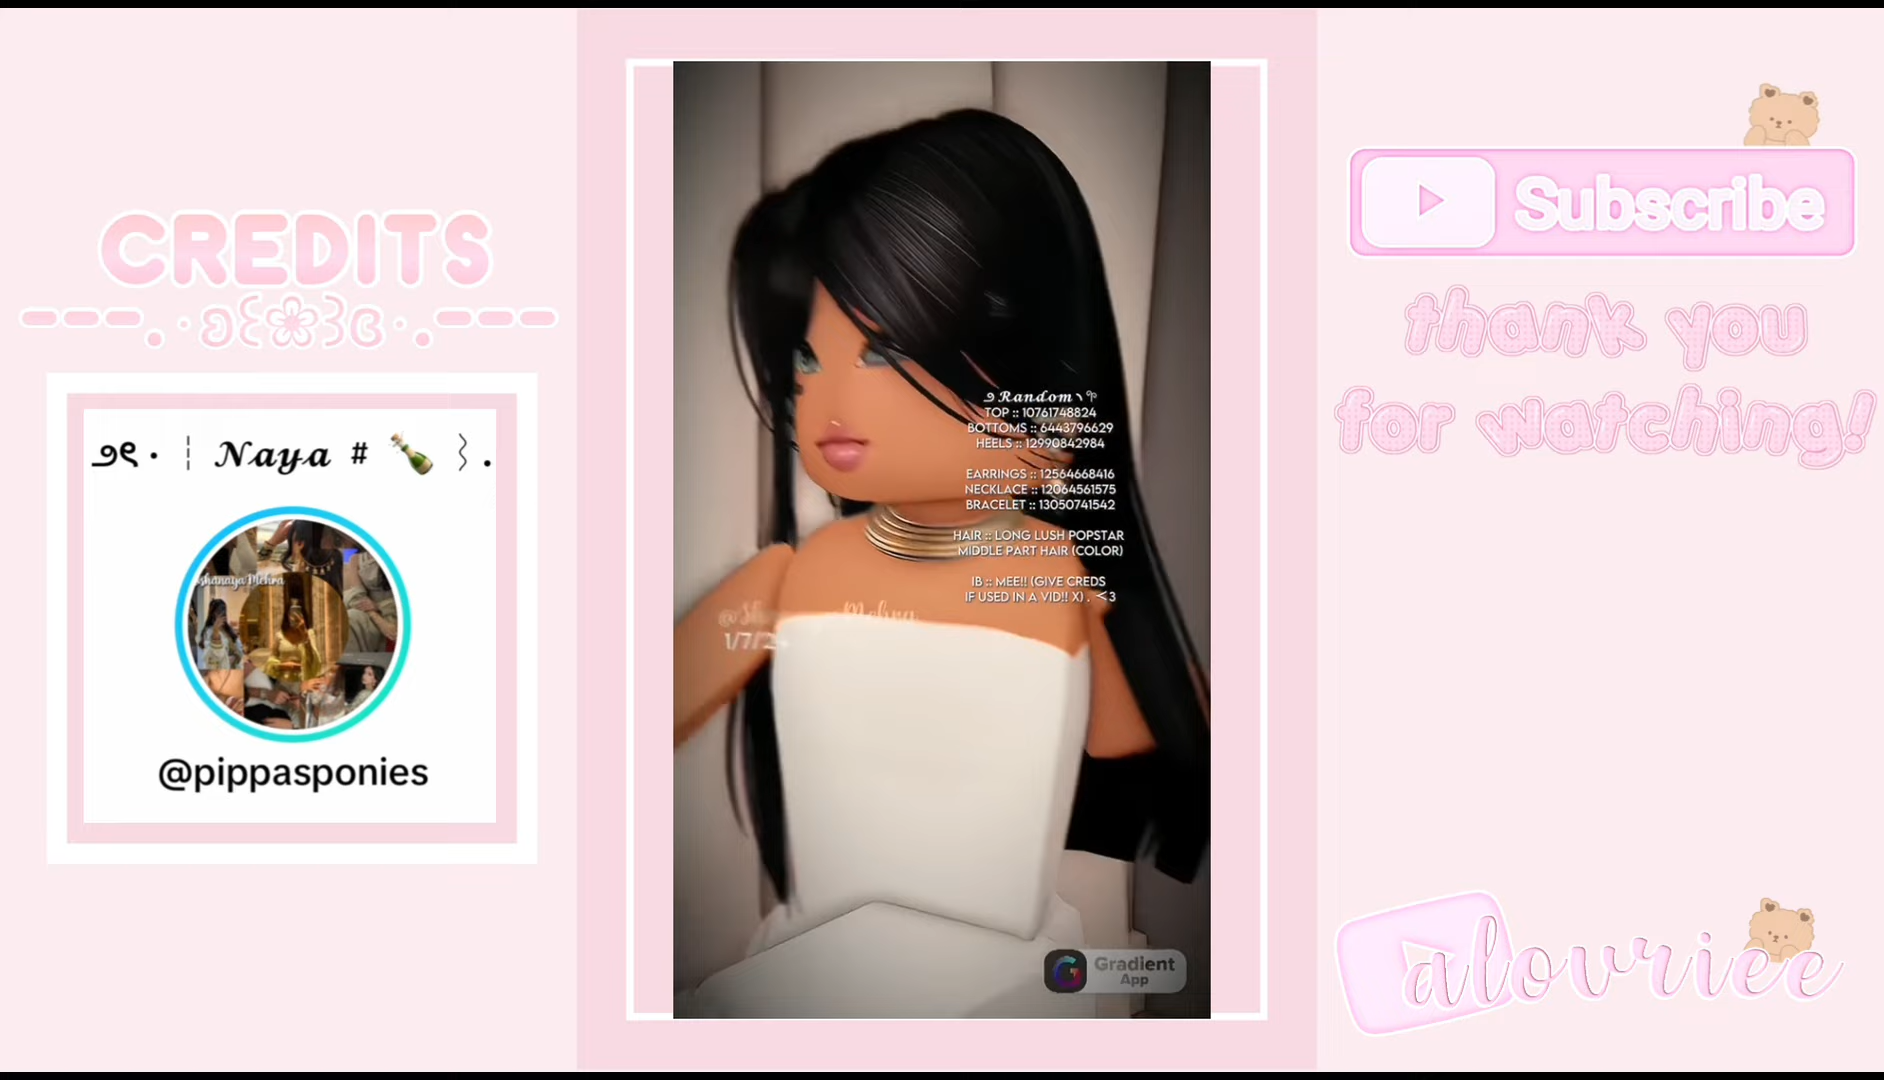 CREDITS
Naya #
@pippasponies
Random
TOP :: 10761748824
BOTTOMS :: 6443796629
HEELS :: 12990842984
EARRINGS :: 12564668416
NECKLACE :: 12064561575
BRACELET :: 13050741542
HAIR :: LONG LUSH POPSTAR
MIDDLE PART HAIR (COLOR)
IB :: MEE!! (GIVE CREDS
IF USED IN A VID!! X) . <3
Gradient
App
Subscribe
thank you
for watching!
alovriee